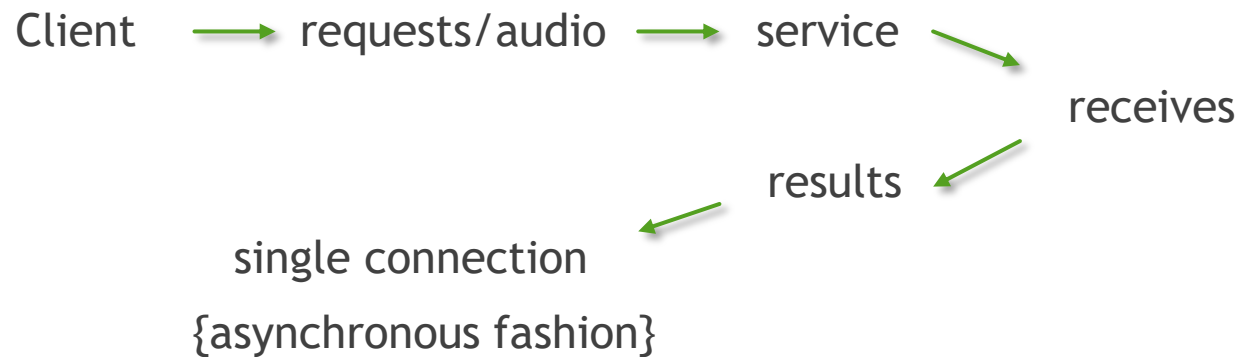 Client requests/audio service
receives
results
single connection
{asynchronous fashion}